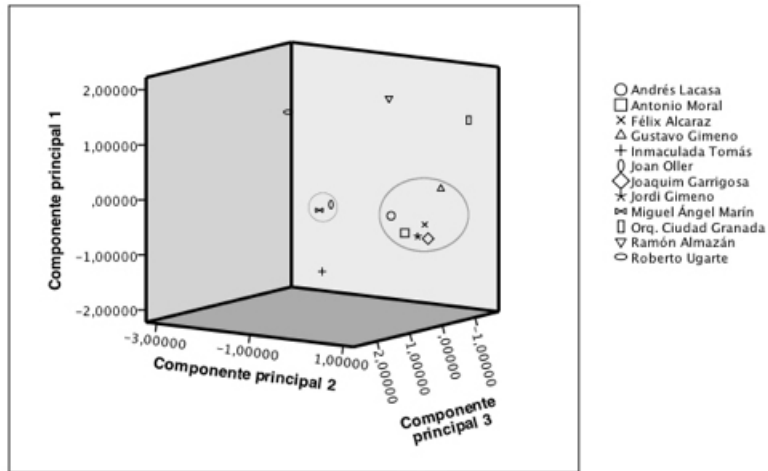 Componente principal 1
2,00000
1,00000
,00000
-1,00000
-2,00000
-3,00000
-1,00000
1,00000
Componente principal 2
2,00000
1,00000
,00000
-1,00000
Componente
principal 3
Andrés Lacasa
Antonio Moral
Félix Alcaraz
Gustavo Gimeno
Inmaculada Tomás
Joan Oller
Joaquim Garrigosa
Jordi Gimeno
Miguel Ángel Marín
Orq. Ciudad Granada
Ramón Almazán
Roberto Ugarte